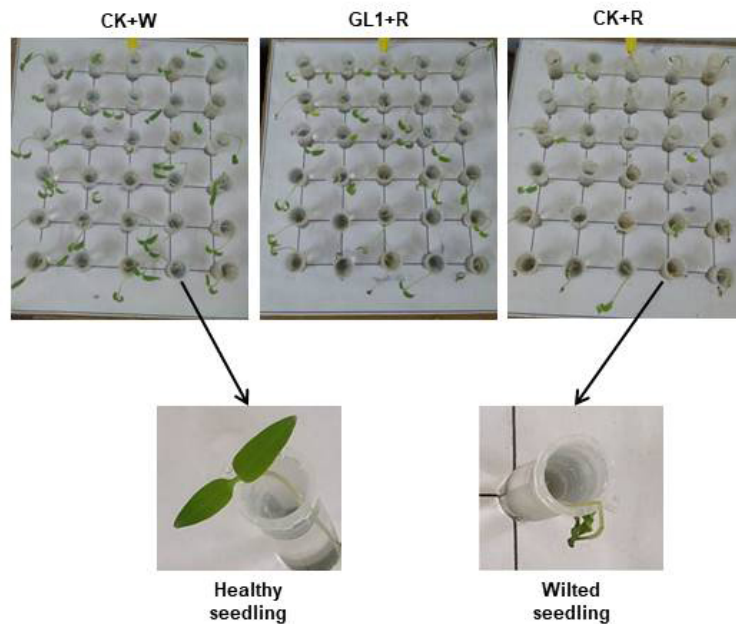 CK+W
GL1+R
CK+R
Healthy
seedling
Wilted
seedling